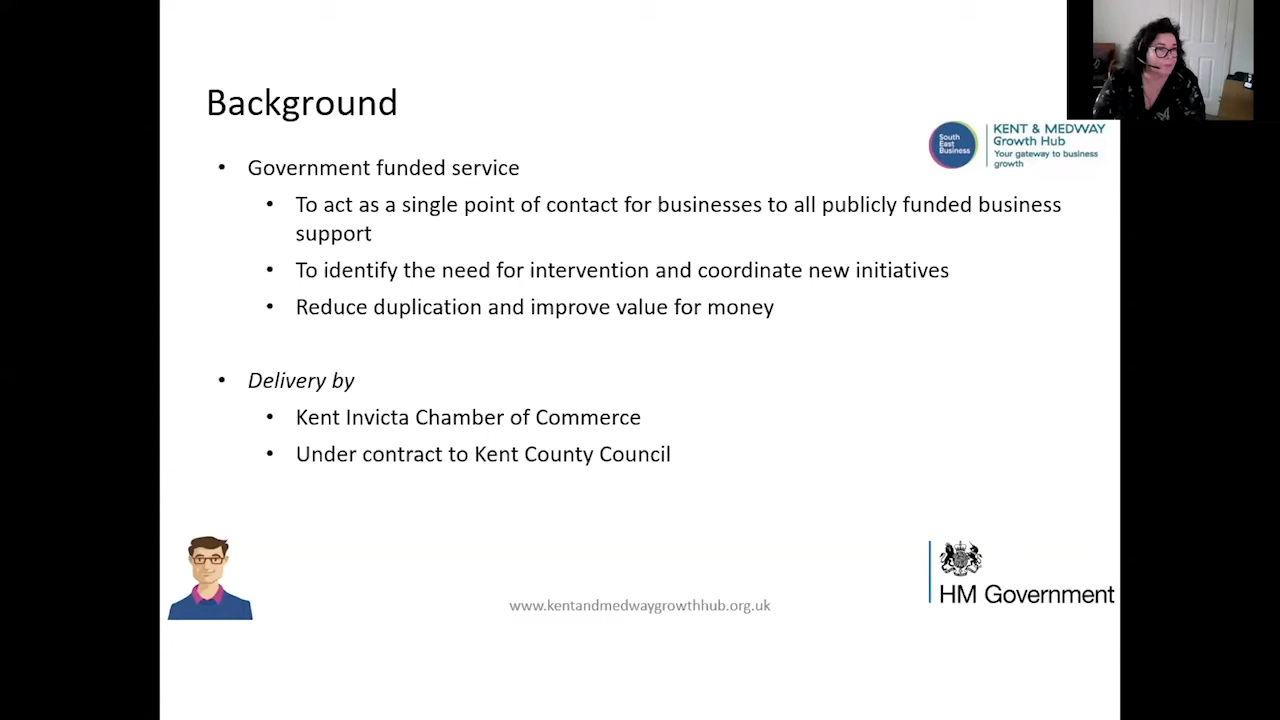 Background
South
East
Business
KENT & MEDWAY
Growth Hub
Your gateway to business
growth
• Government funded service
• To act as a single point of contact for businesses to all publicly funded business
support
• To identify the need for intervention and coordinate new initiatives
• Reduce duplication and improve value for money
• Delivery by
• Kent Invicta Chamber of Commerce
• Under contract to Kent County Council
www.kentandmedwaygrowthhub.org.uk
HM Government